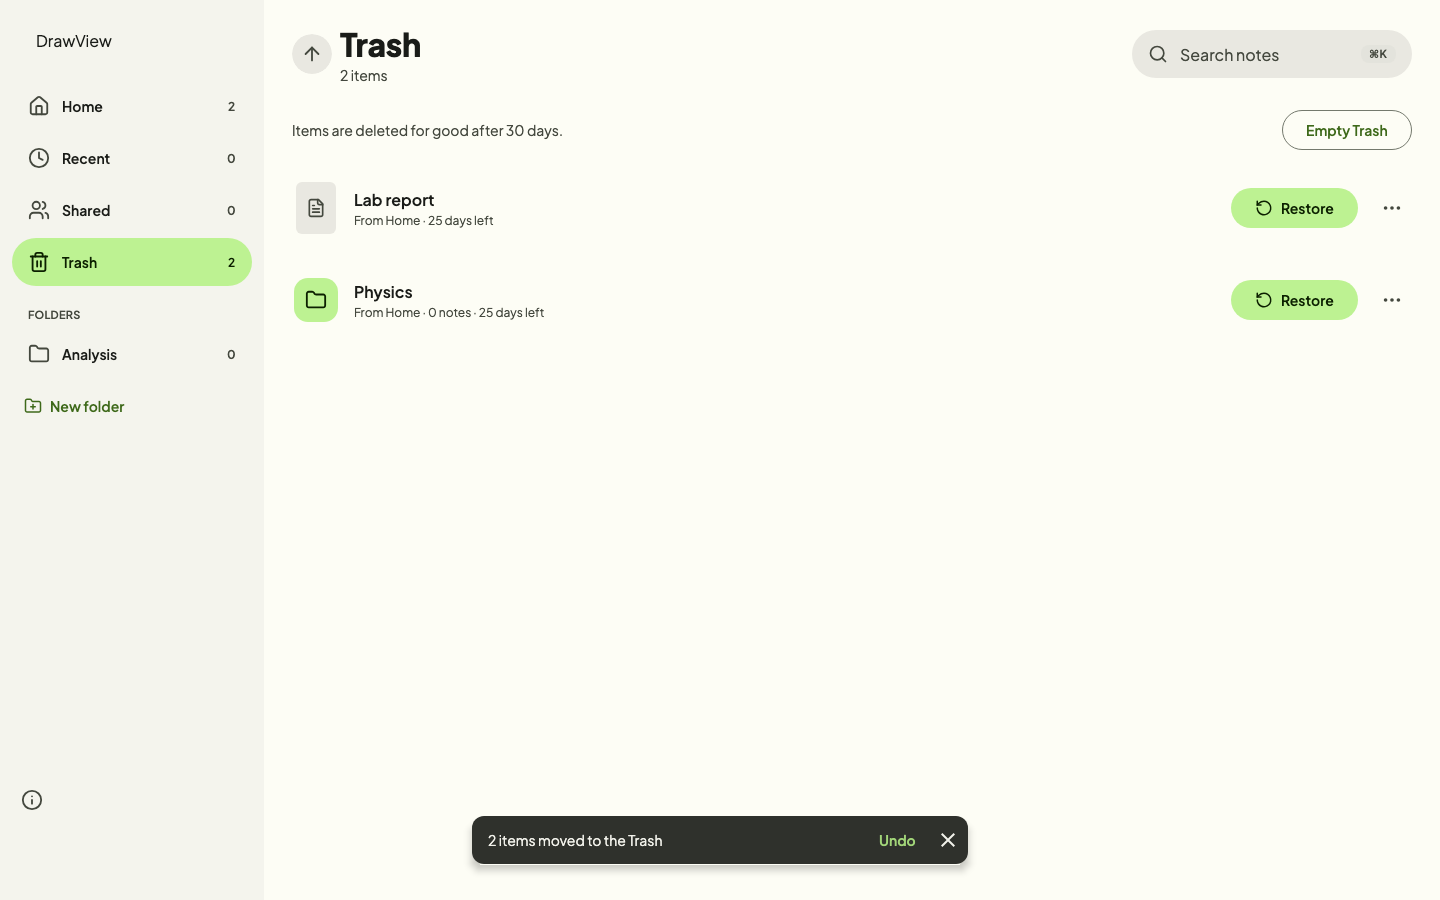 DrawView
Home 2
Recent 0
Shared 0
Trash 2
FOLDERS
Analysis 0
New folder
Trash
2 items
Search notes ⌘K
Items are deleted for good after 30 days.
Empty Trash
Lab report
From Home · 25 days left
Restore
Physics
From Home · 0 notes · 25 days left
Restore
2 items moved to the Trash Undo